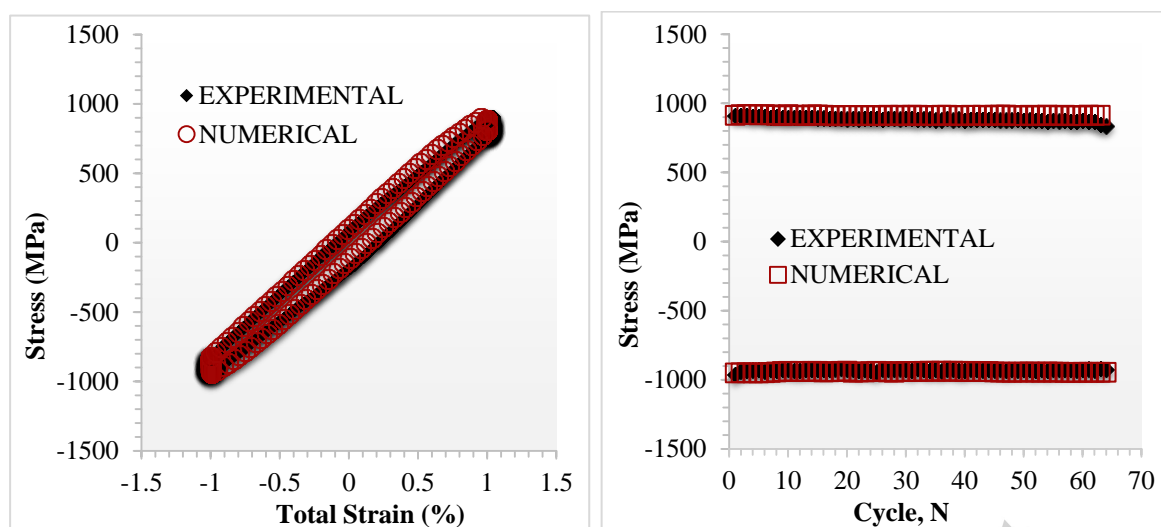 1500
1000
500
0
-500
-1000
-1500
Stress (MPa)
EXPERIMENTAL
NUMERICAL
-1.5 -1 -0.5 0 0.5 1 1.5
Total Strain (%)
1500
1000
500
0
-500
-1000
-1500
Stress (MPa)
EXPERIMENTAL
NUMERICAL
0 10 20 30 40 50 60 70
Cycle, N